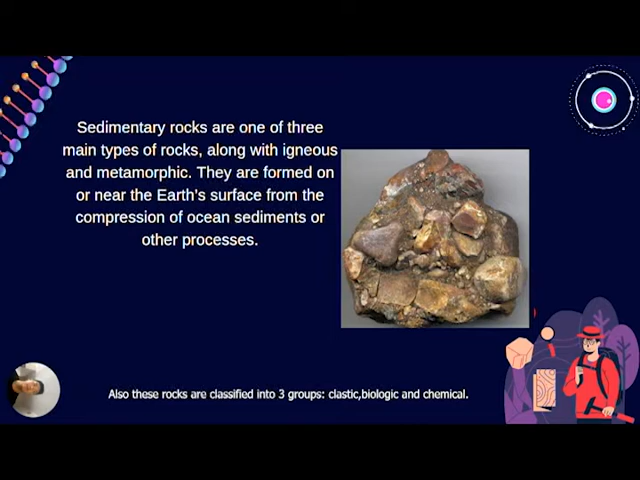 Sedimentary rocks are one of three
main types of rocks, along with igneous
and metamorphic. They are formed on
or near the Earth's surface from the
compression of ocean sediments or
other processes.
Also these rocks are classified into 3 groups: clastic,biologic and chemical.